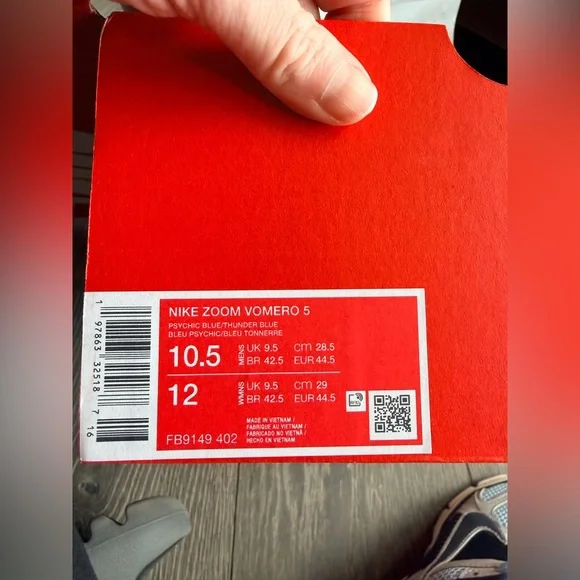 NIKE ZOOM VOMERO 5
PSYCHIC BLUE/THUNDER BLUE
BLEU PSYCHIC/BLEU TONNERRE
10.5 MENS UK 9.5 cm 28.5
BR 42.5 EUR 44.5
12 WMNS UK 9.5 cm 29
BR 42.5 EUR 44.5
MADE IN VIETNAM /
FABRIQUÉ AU VIETNAM /
FABRICADO NO VIETNÃ /
HECHO EN VIETNAM
FB9149 402
1 97863 32518 7 16